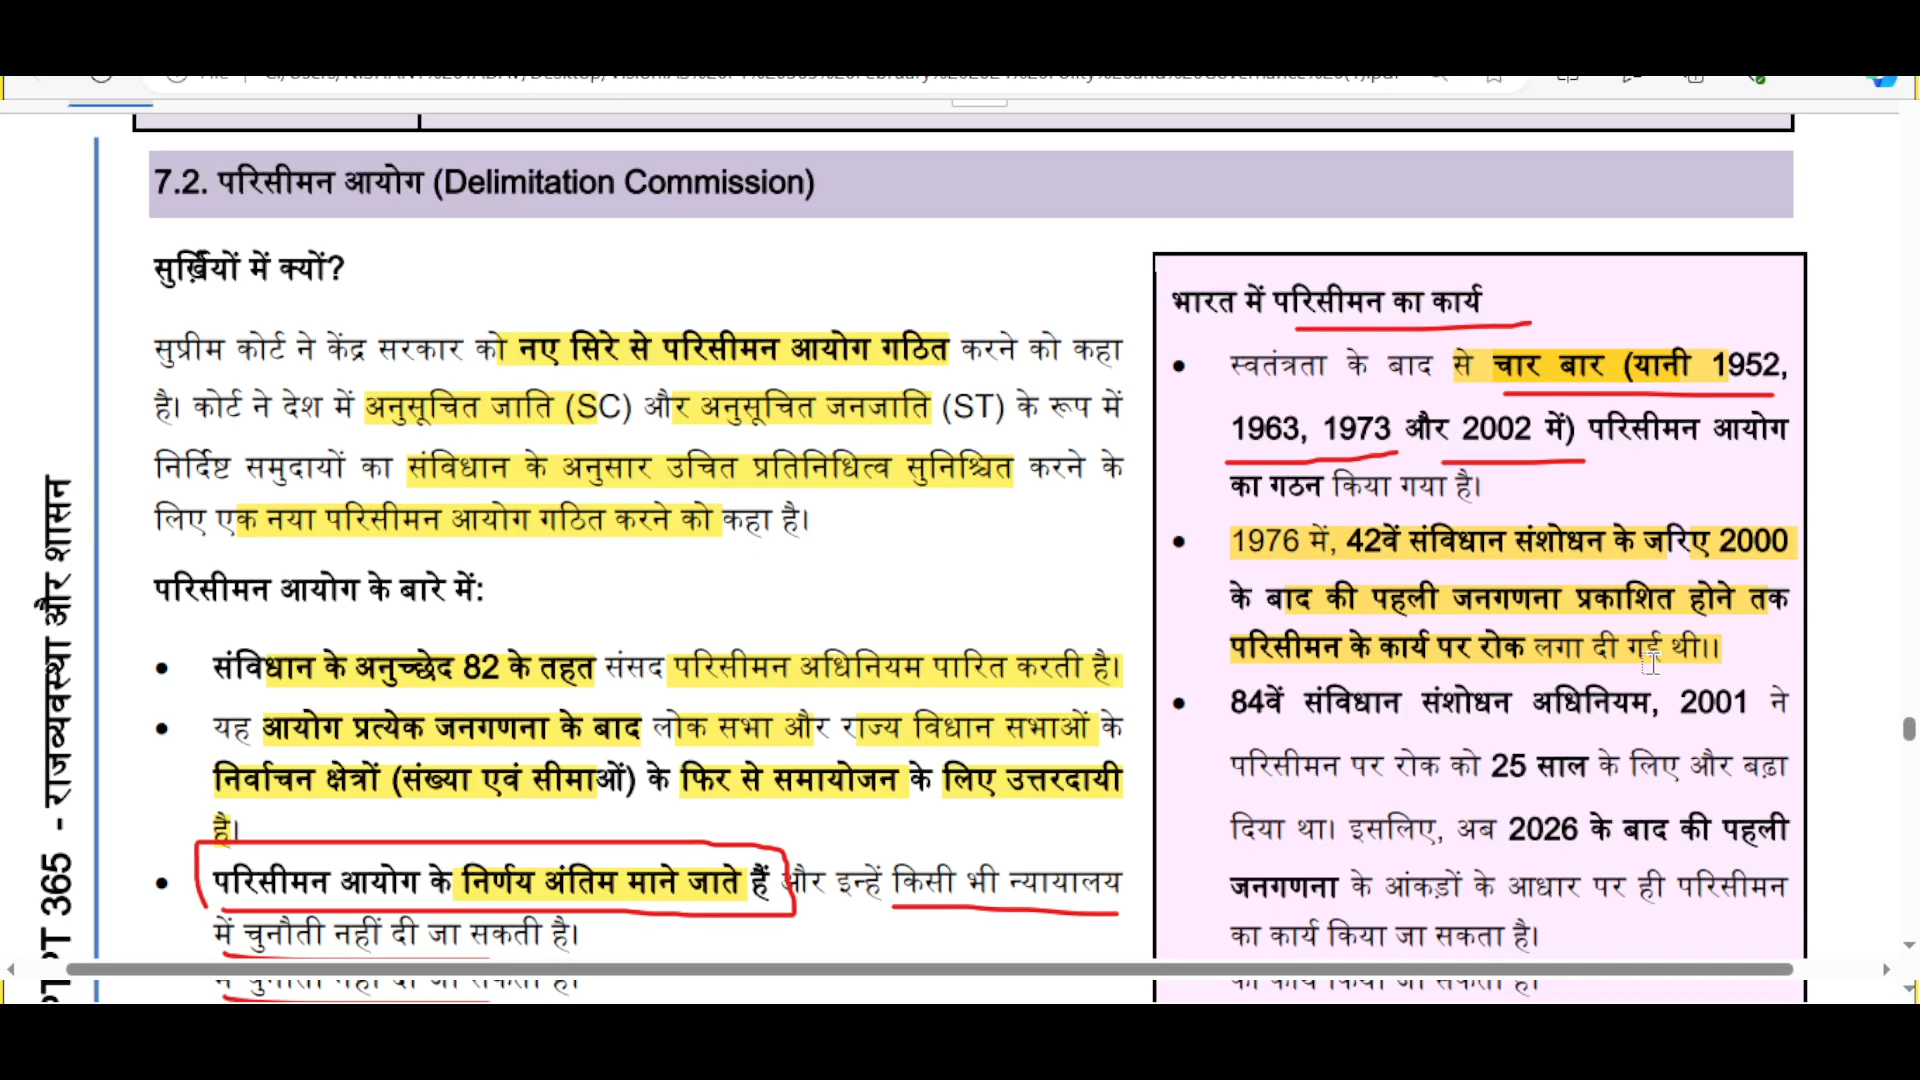 7.2. परिसीमन आयोग (Delimitation Commission)
सुर्ख़ियों में क्यों?
सुप्रीम कोर्ट ने केंद्र सरकार को नए सिरे से परिसीमन आयोग गठित करने को कहा
है। कोर्ट ने देश में अनुसूचित जाति (SC) और अनुसूचित जनजाति (ST) के रूप में
निर्दिष्ट समुदायों का संविधान के अनुसार उचित प्रतिनिधित्व सुनिश्चित करने के
लिए एक नया परिसीमन आयोग गठित करने को कहा है।
परिसीमन आयोग के बारे में:
• संविधान के अनुच्छेद 82 के तहत संसद परिसीमन अधिनियम पारित करती है।
• यह आयोग प्रत्येक जनगणना के बाद लोक सभा और राज्य विधान सभाओं के
निर्वाचन क्षेत्रों (संख्या एवं सीमाओं) के फिर से समायोजन के लिए उत्तरदायी
है।
• परिसीमन आयोग के निर्णय अंतिम माने जाते हैं और इन्हें किसी भी न्यायालय
में चुनौती नहीं दी जा सकती है।
भारत में परिसीमन का कार्य
• स्वतंत्रता के बाद से चार बार (यानी 1952,
1963, 1973 और 2002 में) परिसीमन आयोग
का गठन किया गया है।
• 1976 में, 42वें संविधान संशोधन के जरिए 2000
के बाद की पहली जनगणना प्रकाशित होने तक
परिसीमन के कार्य पर रोक लगा दी गई थी।।
• 84वें संविधान संशोधन अधिनियम, 2001 ने
परिसीमन पर रोक को 25 साल के लिए और बढ़ा
दिया था। इसलिए, अब 2026 के बाद की पहली
जनगणना के आंकड़ों के आधार पर ही परिसीमन
का कार्य किया जा सकता है।
PT 365 - राजव्यवस्था और शासन